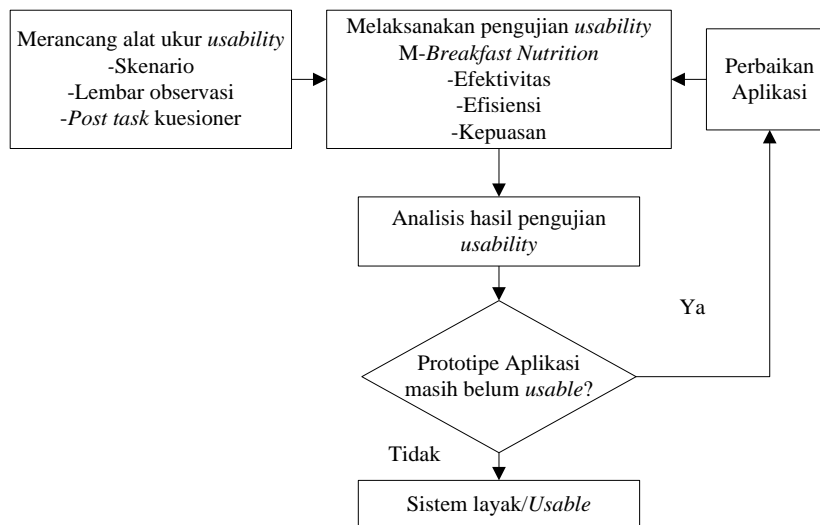 Merancang alat ukur usability
-Skenario
-Lembar observasi
-Post task kuesioner
Melaksanakan pengujian usability
M-Breakfast Nutrition
-Efektivitas
-Efisiensi
-Kepuasan
Perbaikan
Aplikasi
Analisis hasil pengujian
usability
Ya
Prototipe Aplikasi
masih belum usable?
Tidak
Sistem layak/Usable